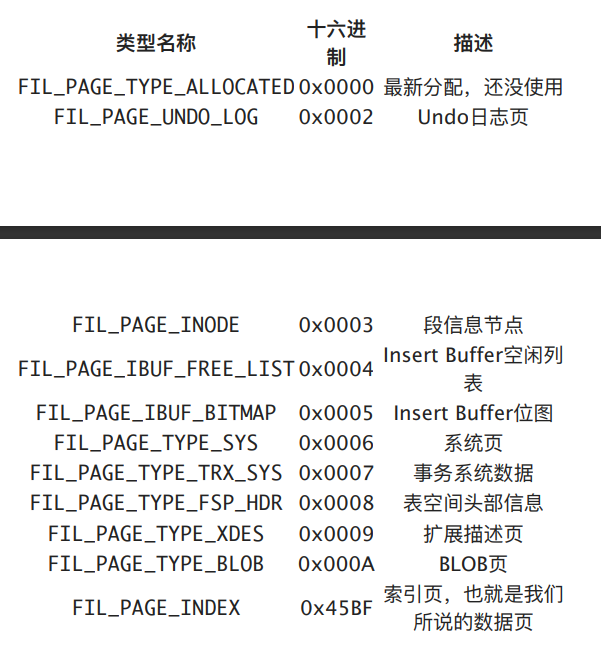 类型名称 十六进制 描述
FIL_PAGE_TYPE_ALLOCATED 0x0000 最新分配，还没使用
FIL_PAGE_UNDO_LOG 0x0002 Undo日志页
FIL_PAGE_INODE 0x0003 段信息节点
FIL_PAGE_IBUF_FREE_LIST 0x0004 Insert Buffer空闲列表
FIL_PAGE_IBUF_BITMAP 0x0005 Insert Buffer位图
FIL_PAGE_TYPE_SYS 0x0006 系统页
FIL_PAGE_TYPE_TRX_SYS 0x0007 事务系统数据
FIL_PAGE_TYPE_FSP_HDR 0x0008 表空间头部信息
FIL_PAGE_TYPE_XDES 0x0009 扩展描述页
FIL_PAGE_TYPE_BLOB 0x000A BLOB页
FIL_PAGE_INDEX 0x45BF 索引页，也就是我们所说的数据页